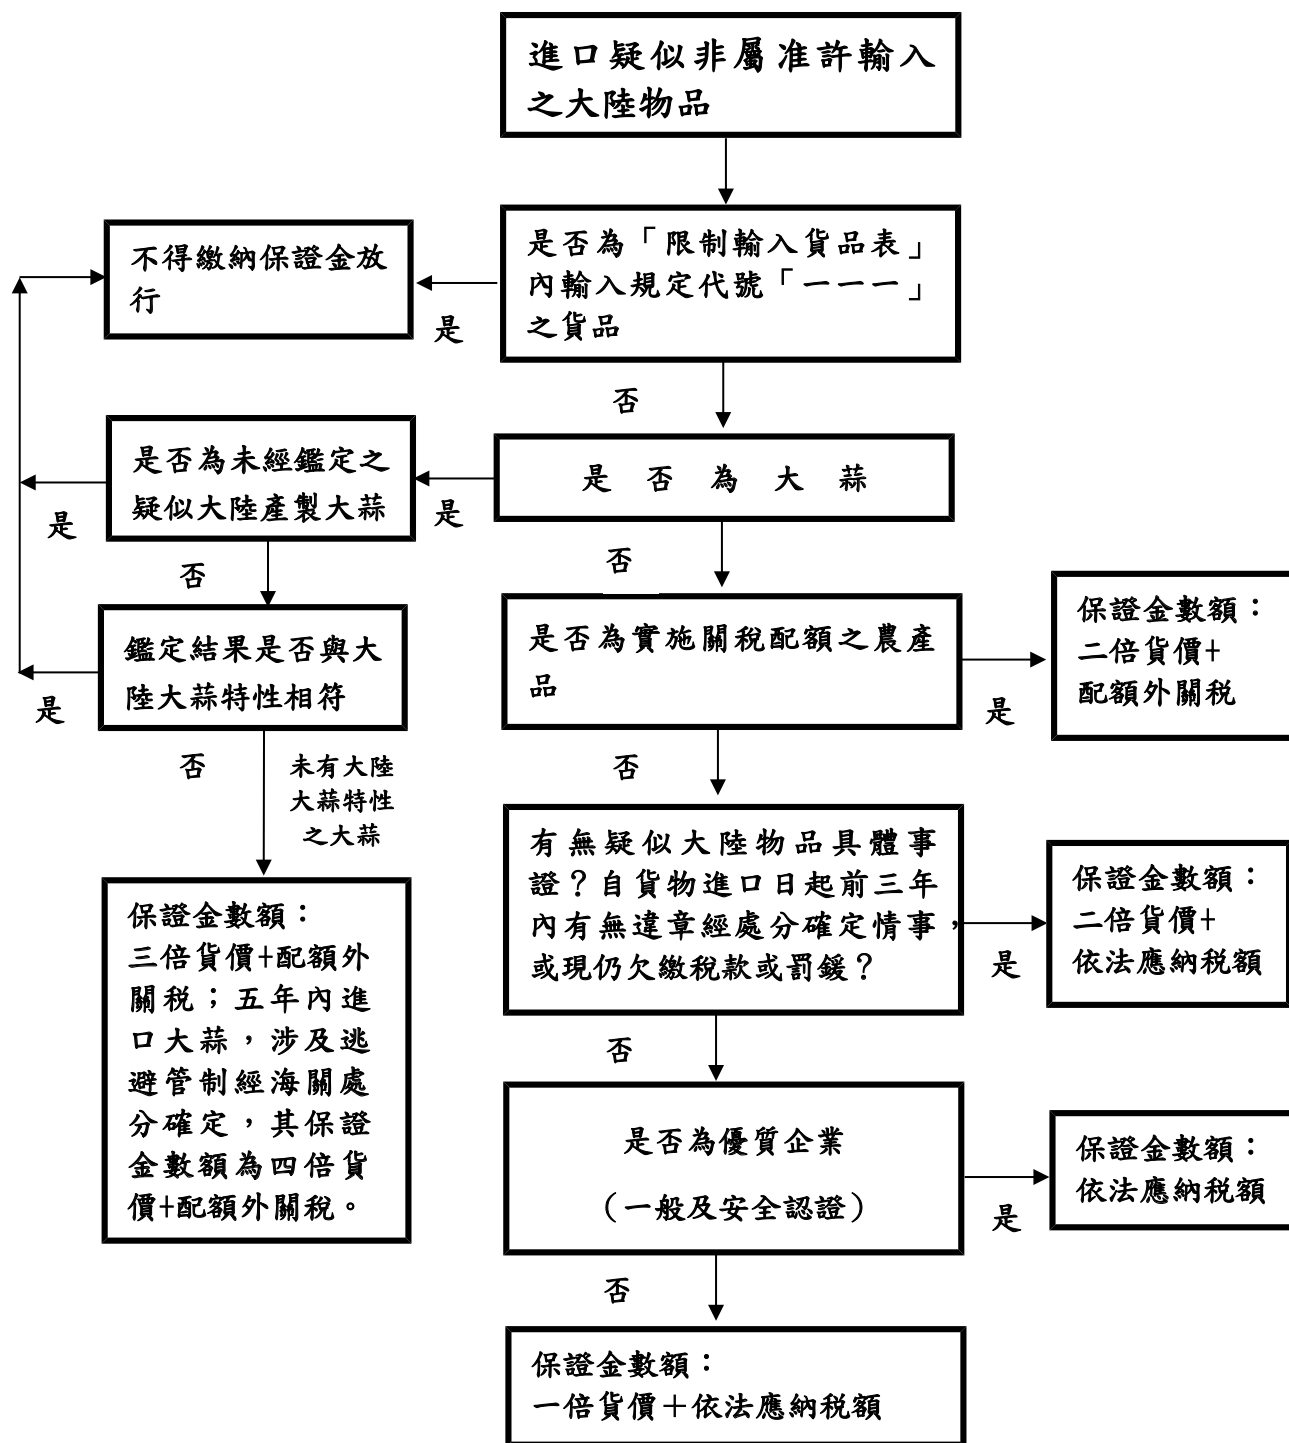 進口疑似非屬准許輸入
之大陸物品
不得繳納保證金放
行
是否為「限制輸入貨品表」
內輸入規定代號「一一一」
之貨品
是
否
是否為未經鑑定之
疑似大陸產製大蒜
是否為大蒜
是
是
否
否
鑑定結果是否與大
陸大蒜特性相符
是否為實施關稅配額之農產
品
保證金數額：
二倍貨價+
配額外關稅
是
是
否
未有大陸
大蒜特性
之大蒜
否
保證金數額：
三倍貨價+配額外
關稅；五年內進
口大蒜，涉及逃
避管制經海關處
分確定，其保證
金數額為四倍貨
價+配額外關稅。
有無疑似大陸物品具體事
證？自貨物進口日起前三年
內有無違章經處分確定情事，
或現仍欠繳稅款或罰鍰？
保證金數額：
二倍貨價+
依法應納稅額
是
否
是否為優質企業
（一般及安全認證）
保證金數額：
依法應納稅額
是
否
保證金數額：
一倍貨價＋依法應納稅額